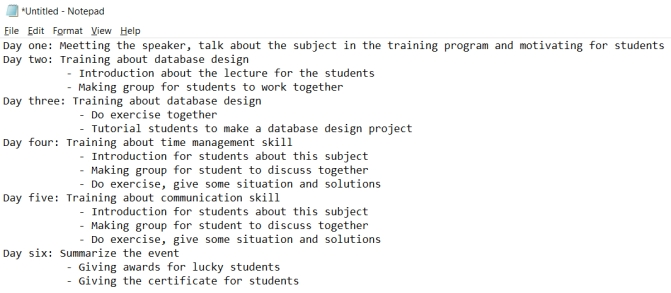 *Untitled - Notepad
File Edit Format View Help
Day one: Meetting the speaker, talk about the subject in the training program and motivating for students
Day two: Training about database design
- Introduction about the lecture for the students
- Making group for students to work together
Day three: Training about database design
- Do exercise together
- Tutorial students to make a database design project
Day four: Training about time management skill
- Introduction for students about this subject
- Making group for student to discuss together
- Do exercise, give some situation and solutions
Day five: Training about communication skill
- Introduction for students about this subject
- Making group for student to discuss together
- Do exercise, give some situation and solutions
Day six: Summarize the event
- Giving awards for lucky students
- Giving the certificate for students